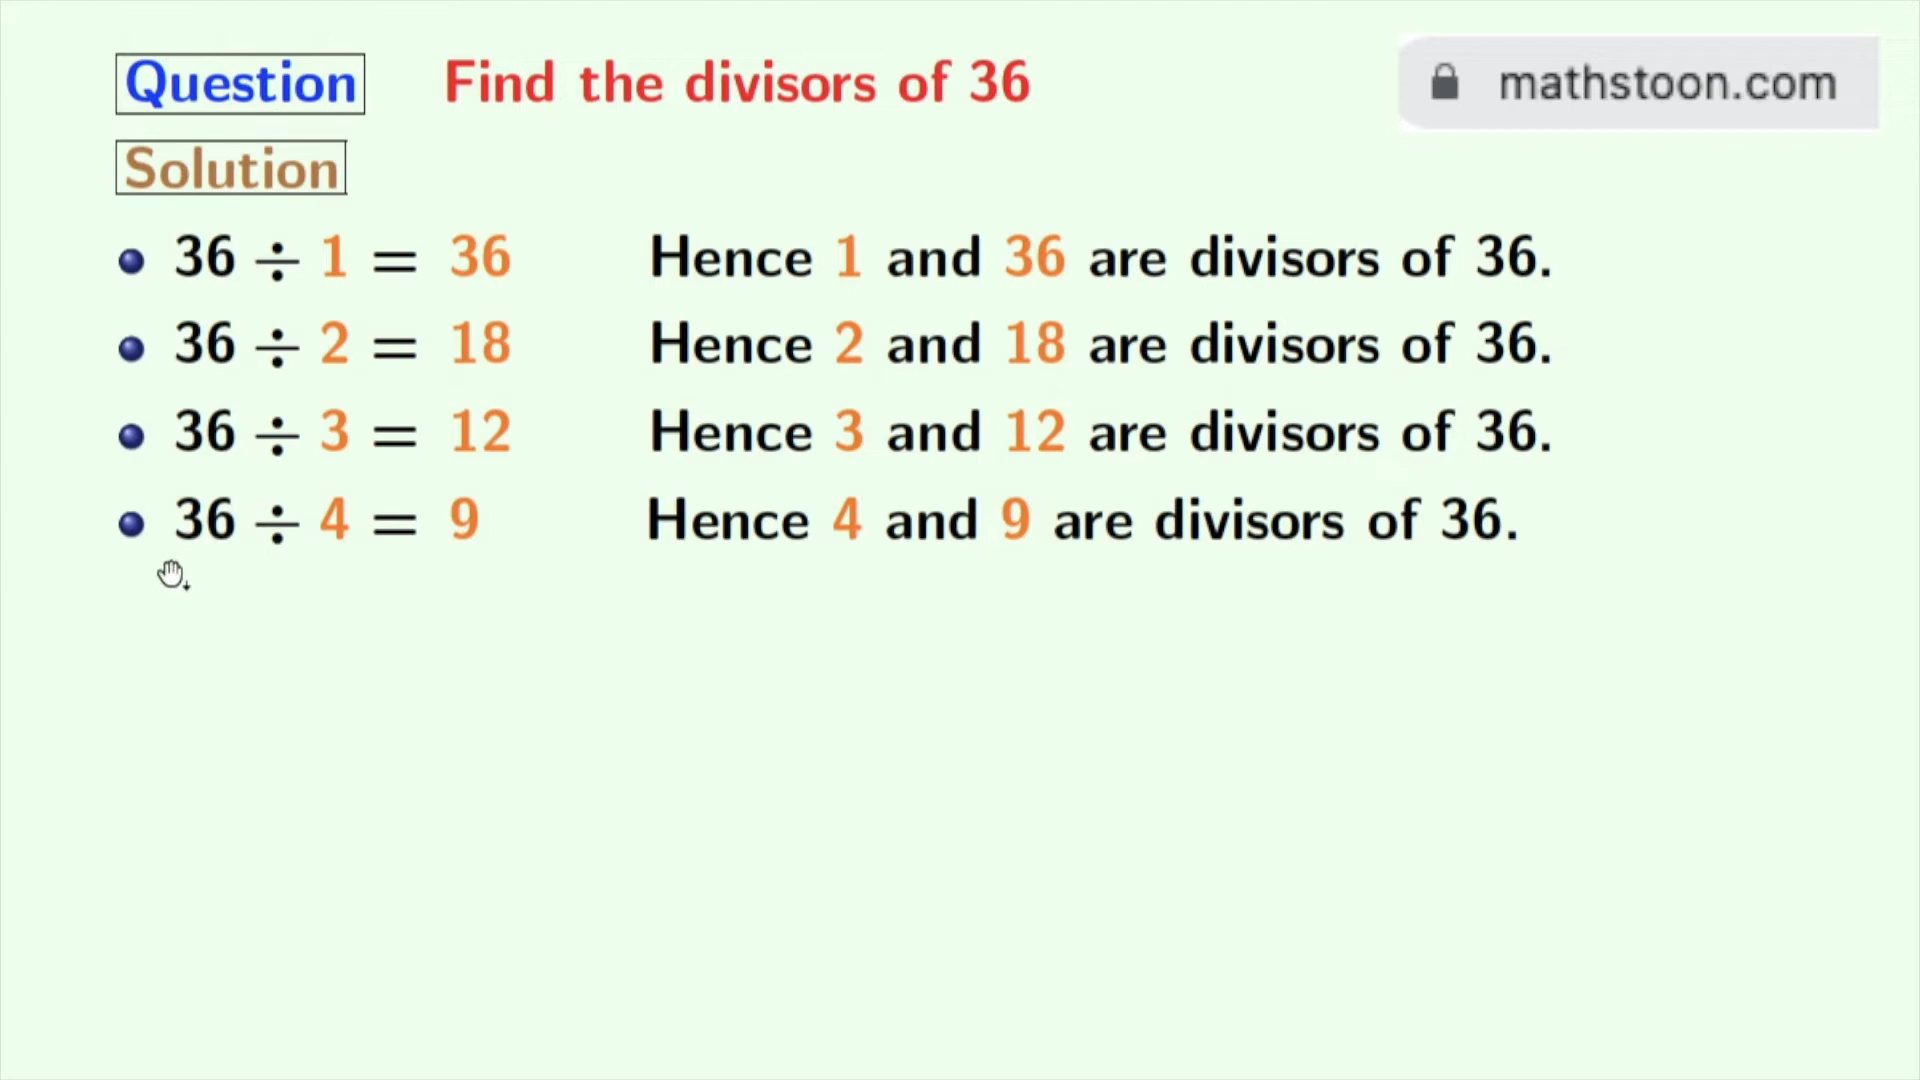 Question Find the divisors of 36 mathstoon.com
Solution
36 ÷ 1 = 36 Hence 1 and 36 are divisors of 36.
36 ÷ 2 = 18 Hence 2 and 18 are divisors of 36.
36 ÷ 3 = 12 Hence 3 and 12 are divisors of 36.
36 ÷ 4 = 9 Hence 4 and 9 are divisors of 36.